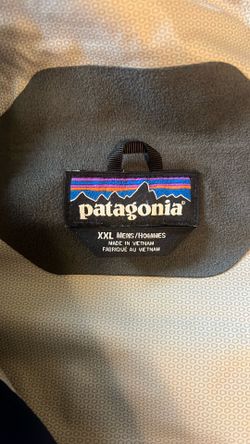 patagonia®
XXL MENS/HOMMES
MADE IN VIETNAM
FABRIQUÉ AU VIETNAM